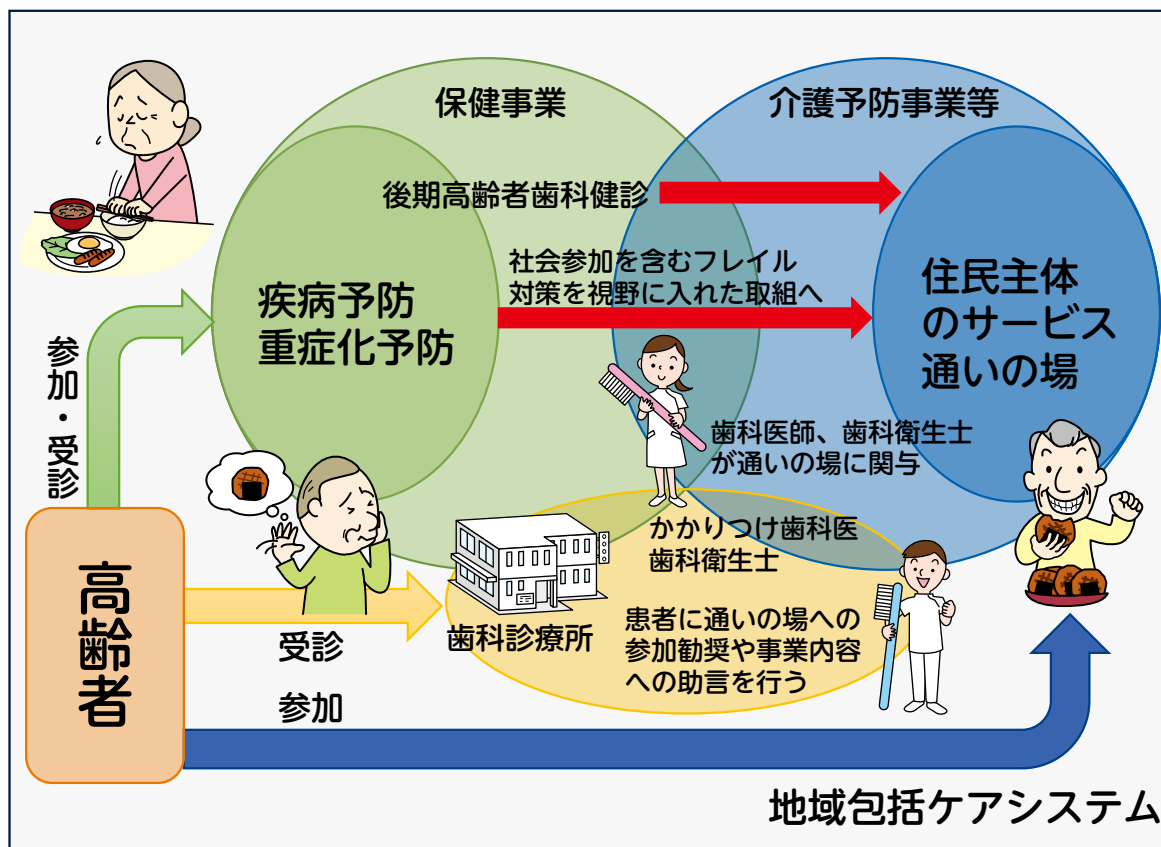 保健事業
介護予防事業等
後期高齢者歯科健診
社会参加を含むフレイル
対策を視野に入れた取組へ
疾病予防
重症化予防
住民主体
のサービス
通いの場
参加・受診
歯科医師、歯科衛生士
が通いの場に関与
かかりつけ歯科医
歯科衛生士
高齢者
受診
歯科診療所
患者に通いの場への
参加勧奨や事業内容
への助言を行う
参加
地域包括ケアシステム